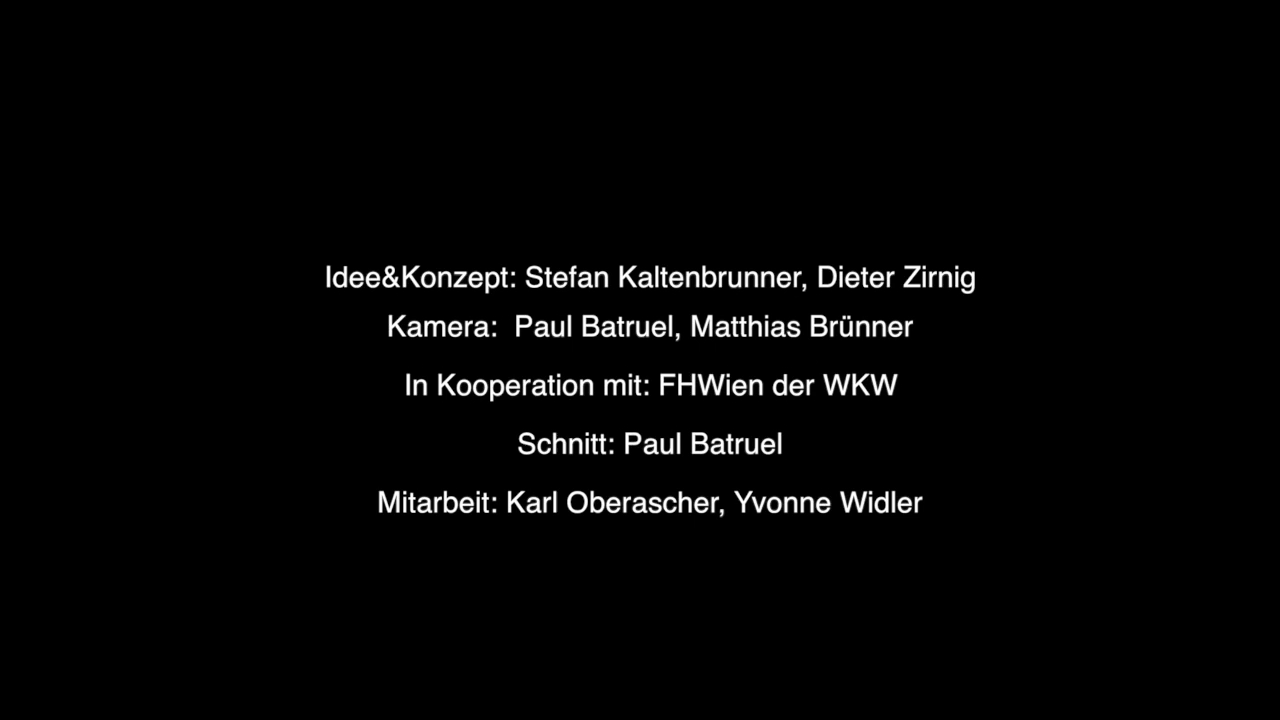 Idee&Konzept: Stefan Kaltenbrunner, Dieter Zirnig
Kamera:  Paul Batruel, Matthias Brünner
In Kooperation mit: FHWien der WKW
Schnitt: Paul Batruel
Mitarbeit: Karl Oberascher, Yvonne Widler